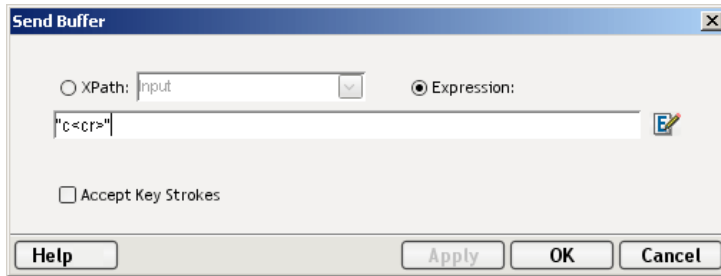 Send Buffer
XPath: Input Expression:
"c<cr>"
Accept Key Strokes
Help Apply OK Cancel